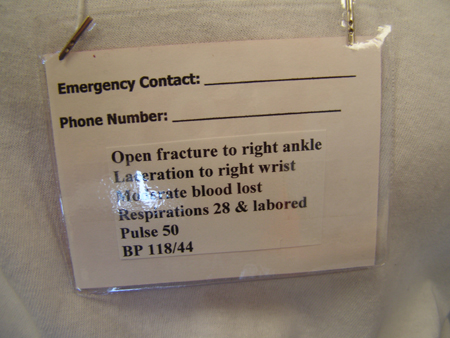 Emergency Contact:
Phone Number:
Open fracture to right ankle
Laceration to right wrist
Moderate blood lost
Respirations 28 & labored
Pulse 50
BP 118/44